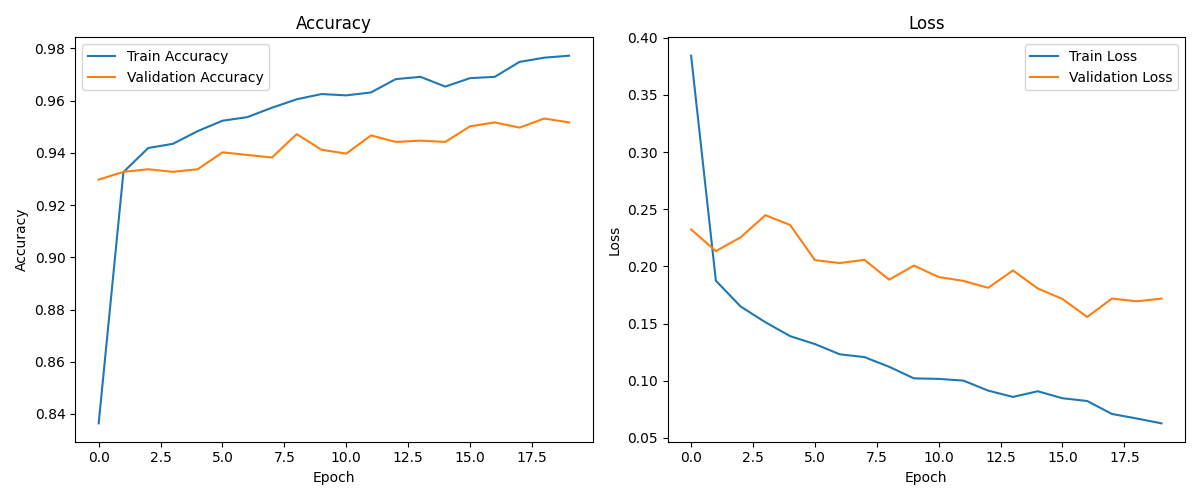 Accuracy
0.98
0.96
0.94
0.92
0.90
0.88
0.86
0.84
Accuracy
Train Accuracy
Validation Accuracy
0.0 2.5 5.0 7.5 10.0 12.5 15.0 17.5
Epoch
Loss
0.40
0.35
0.30
0.25
0.20
0.15
0.10
0.05
Loss
Train Loss
Validation Loss
0.0 2.5 5.0 7.5 10.0 12.5 15.0 17.5
Epoch